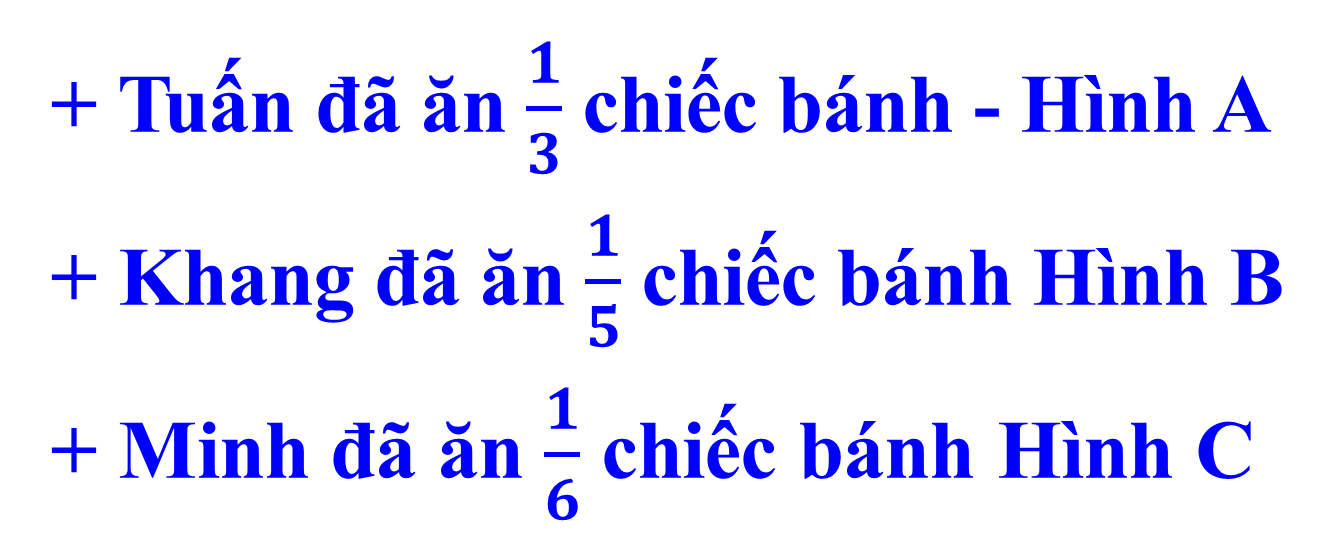 + Tuấn đã ăn 1/3 chiếc bánh - Hình A
+ Khang đã ăn 1/5 chiếc bánh Hình B
+ Minh đã ăn 1/6 chiếc bánh Hình C